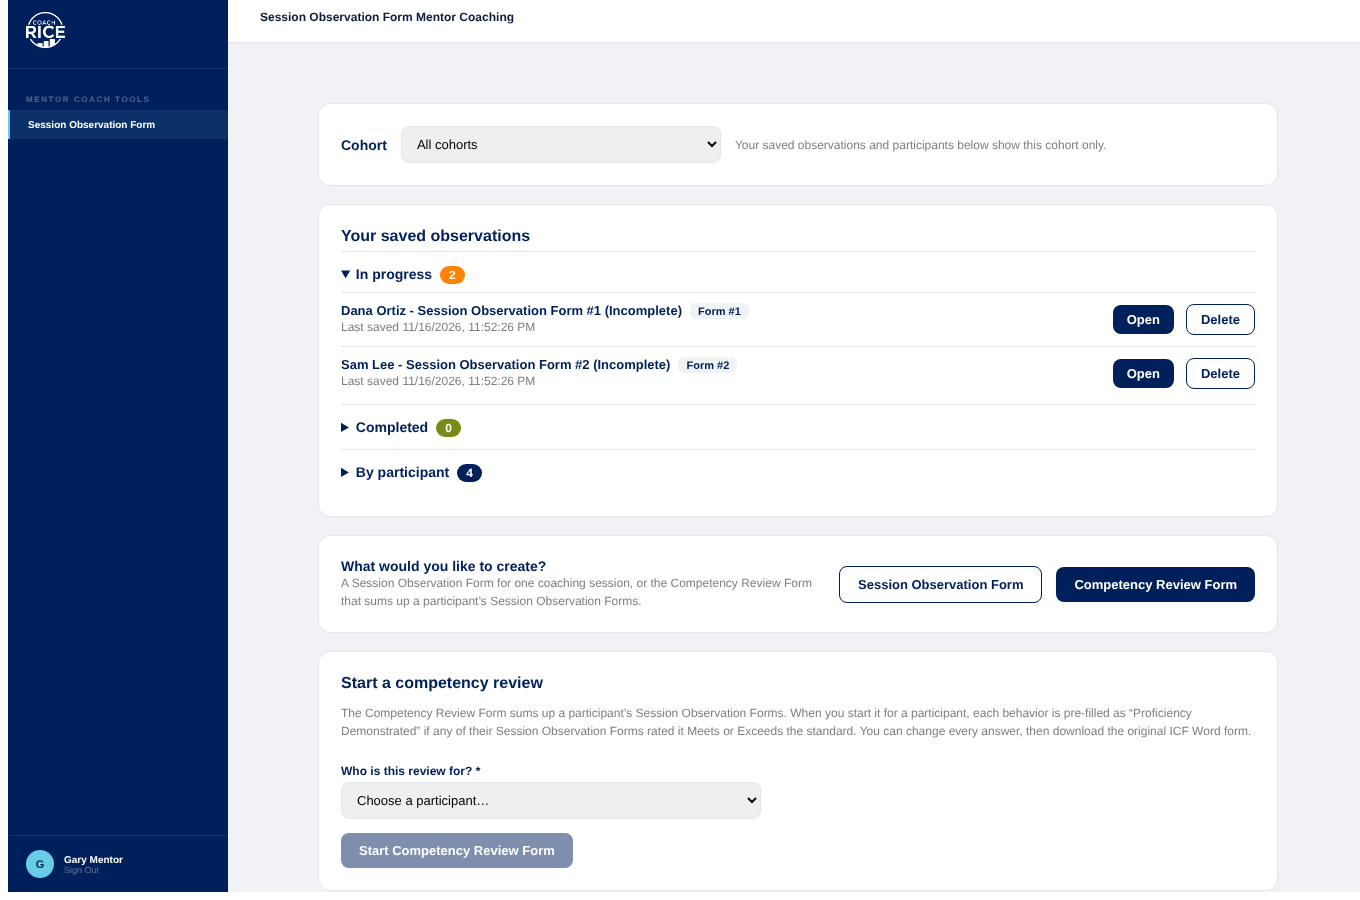 Session Observation Form Mentor Coaching
COACH
RICE
MENTOR COACH TOOLS
Session Observation Form
Cohort
All cohorts
Your saved observations and participants below show this cohort only.
Your saved observations
In progress 2
Dana Ortiz - Session Observation Form #1 (Incomplete) Form #1
Last saved 11/16/2026, 11:52:26 PM
Open Delete
Sam Lee - Session Observation Form #2 (Incomplete) Form #2
Last saved 11/16/2026, 11:52:26 PM
Open Delete
Completed 0
By participant 4
What would you like to create?
A Session Observation Form for one coaching session, or the Competency Review Form
that sums up a participant’s Session Observation Forms.
Session Observation Form Competency Review Form
Start a competency review
The Competency Review Form sums up a participant’s Session Observation Forms. When you start it for a participant, each behavior is pre-filled as “Proficiency
Demonstrated” if any of their Session Observation Forms rated it Meets or Exceeds the standard. You can change every answer, then download the original ICF Word form.
Who is this review for? *
Choose a participant…
Start Competency Review Form
G
Gary Mentor
Sign Out